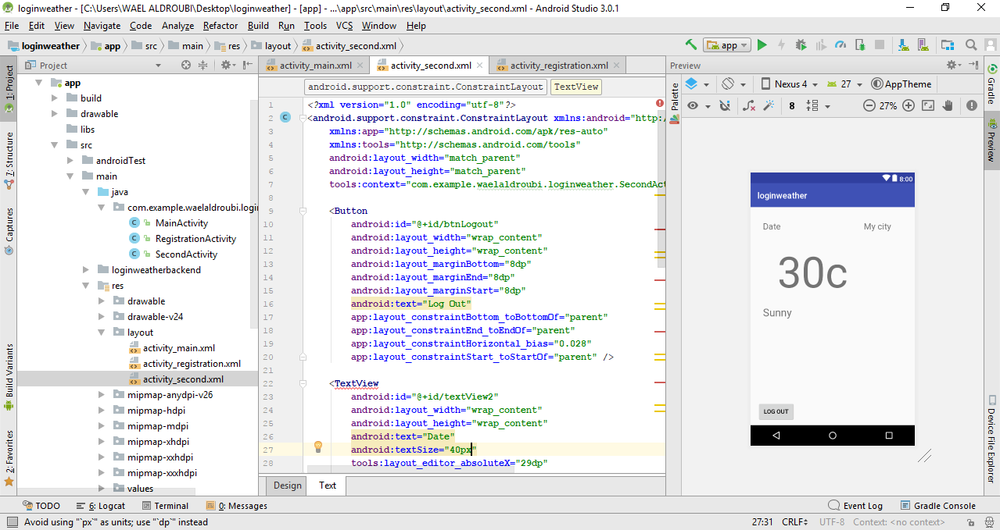 loginweather - [C:\Users\WAEL ALDROUBI\Desktop\loginweather] - [app] - ...\app\src\main\res\layout\activity_second.xml - Android Studio 3.0.1
File Edit View Navigate Code Analyze Refactor Build Run Tools VCS Window Help
loginweather app src main res layout activity_second.xml app
Project activity_main.xml activity_second.xml activity_registration.xml Preview
1: Project
7: Structure
Captures
Build Variants
2: Favorites
app
build
drawable
libs
src
androidTest
main
java
com.example.waelaldroubi.logi
MainActivity
RegistrationActivity
SecondActivity
loginweatherbackend
res
drawable
drawable-v24
layout
activity_main.xml
activity_registration.xml
activity_second.xml
mipmap-anydpi-v26
mipmap-hdpi
mipmap-mdpi
mipmap-xhdpi
mipmap-xxhdpi
mipmap-xxxhdpi
values
android.support.constraint.ConstraintLayout TextView
1 <?xml version="1.0" encoding="utf-8"?>
2 C <android.support.constraint.ConstraintLayout xmlns:android="http:/
3 xmlns:app="http://schemas.android.com/apk/res-auto"
4 xmlns:tools="http://schemas.android.com/tools"
5 android:layout_width="match_parent"
6 android:layout_height="match_parent"
7 tools:context="com.example.waelaldroubi.loginweather.SecondAct
8
9 <Button
10 android:id="@+id/btnLogout"
11 android:layout_width="wrap_content"
12 android:layout_height="wrap_content"
13 android:layout_marginBottom="8dp"
14 android:layout_marginEnd="8dp"
15 android:layout_marginStart="8dp"
16 android:text="Log Out"
17 app:layout_constraintBottom_toBottomOf="parent"
18 app:layout_constraintEnd_toEndOf="parent"
19 app:layout_constraintHorizontal_bias="0.028"
20 app:layout_constraintStart_toStartOf="parent" />
21
22 <TextView
23 android:id="@+id/textView2"
24 android:layout_width="wrap_content"
25 android:layout_height="wrap_content"
26 android:text="Date"
27 android:textSize="40px"
28 tools:layout_editor_absoluteX="29dp"
Design Text
Palette
Nexus 4 27 AppTheme
8 27%
8:00
loginweather
Date My city
30c
Sunny
LOG OUT
Gradle
Preview
Device File Explorer
TODO 6: Logcat Terminal 0: Messages Event Log Gradle Console
Avoid using "`px`" as units; use "`dp`" instead 27:31 CRLF UTF-8 Context: <no context>